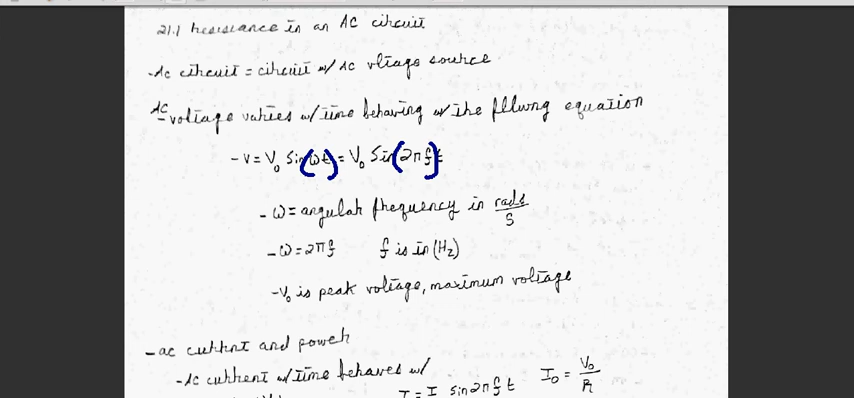 21.1 Resistance in an AC circuit
-Ac circuit = circuit w/ AC voltage source
AC
-voltage varies w/ time behaving w/ the fllwng equation
-V = V₀ Sin(ωt) = V₀ Sin(2πf)t
-ω = angular frequency in rads/S
-ω = 2πf f is in (Hz)
-V₀ is peak voltage, maximum voltage
-ac current and power
-AC current w/ time behaves w/
I = I sin2πft I₀ = V₀/R